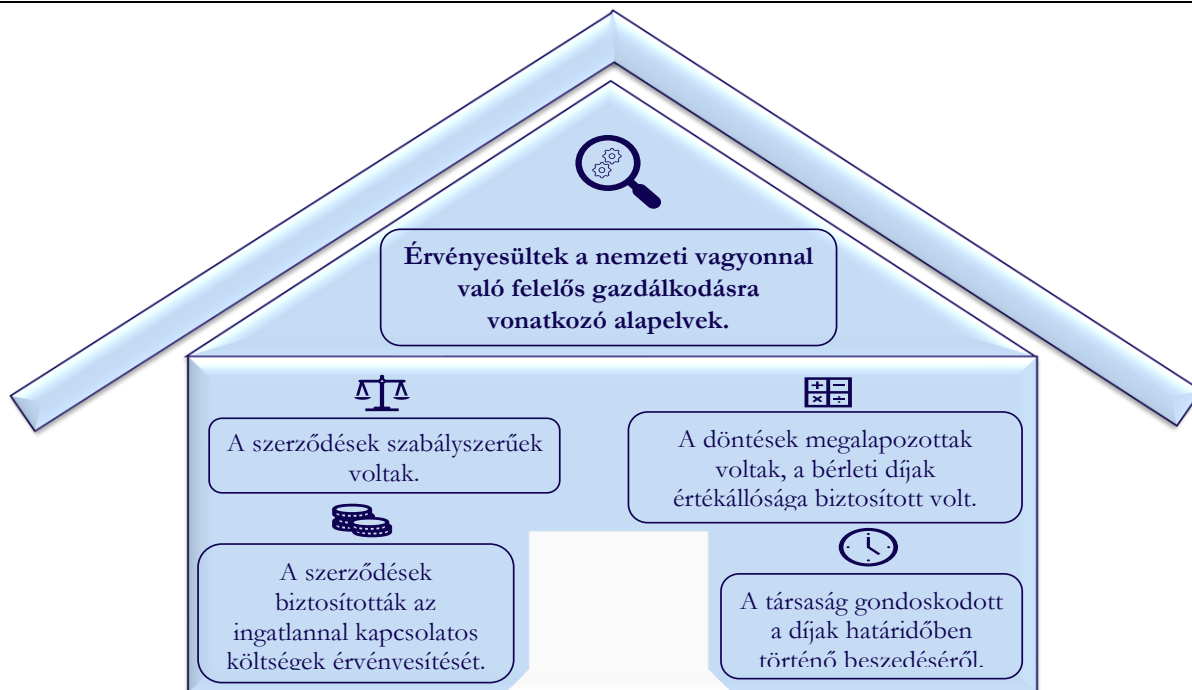 Érvényesültek a nemzeti vagyonnal
való felelős gazdálkodásra
vonatkozó alapelvek.
A szerződések szabályszerűek
voltak.
A döntések megalapozottak
voltak, a bérleti díjak
értékállósága biztosított volt.
A szerződések
biztosították az
ingatlannal kapcsolatos
költségek érvényesítését.
A társaság gondoskodott
a díjak határidőben
történő beszedéséről.